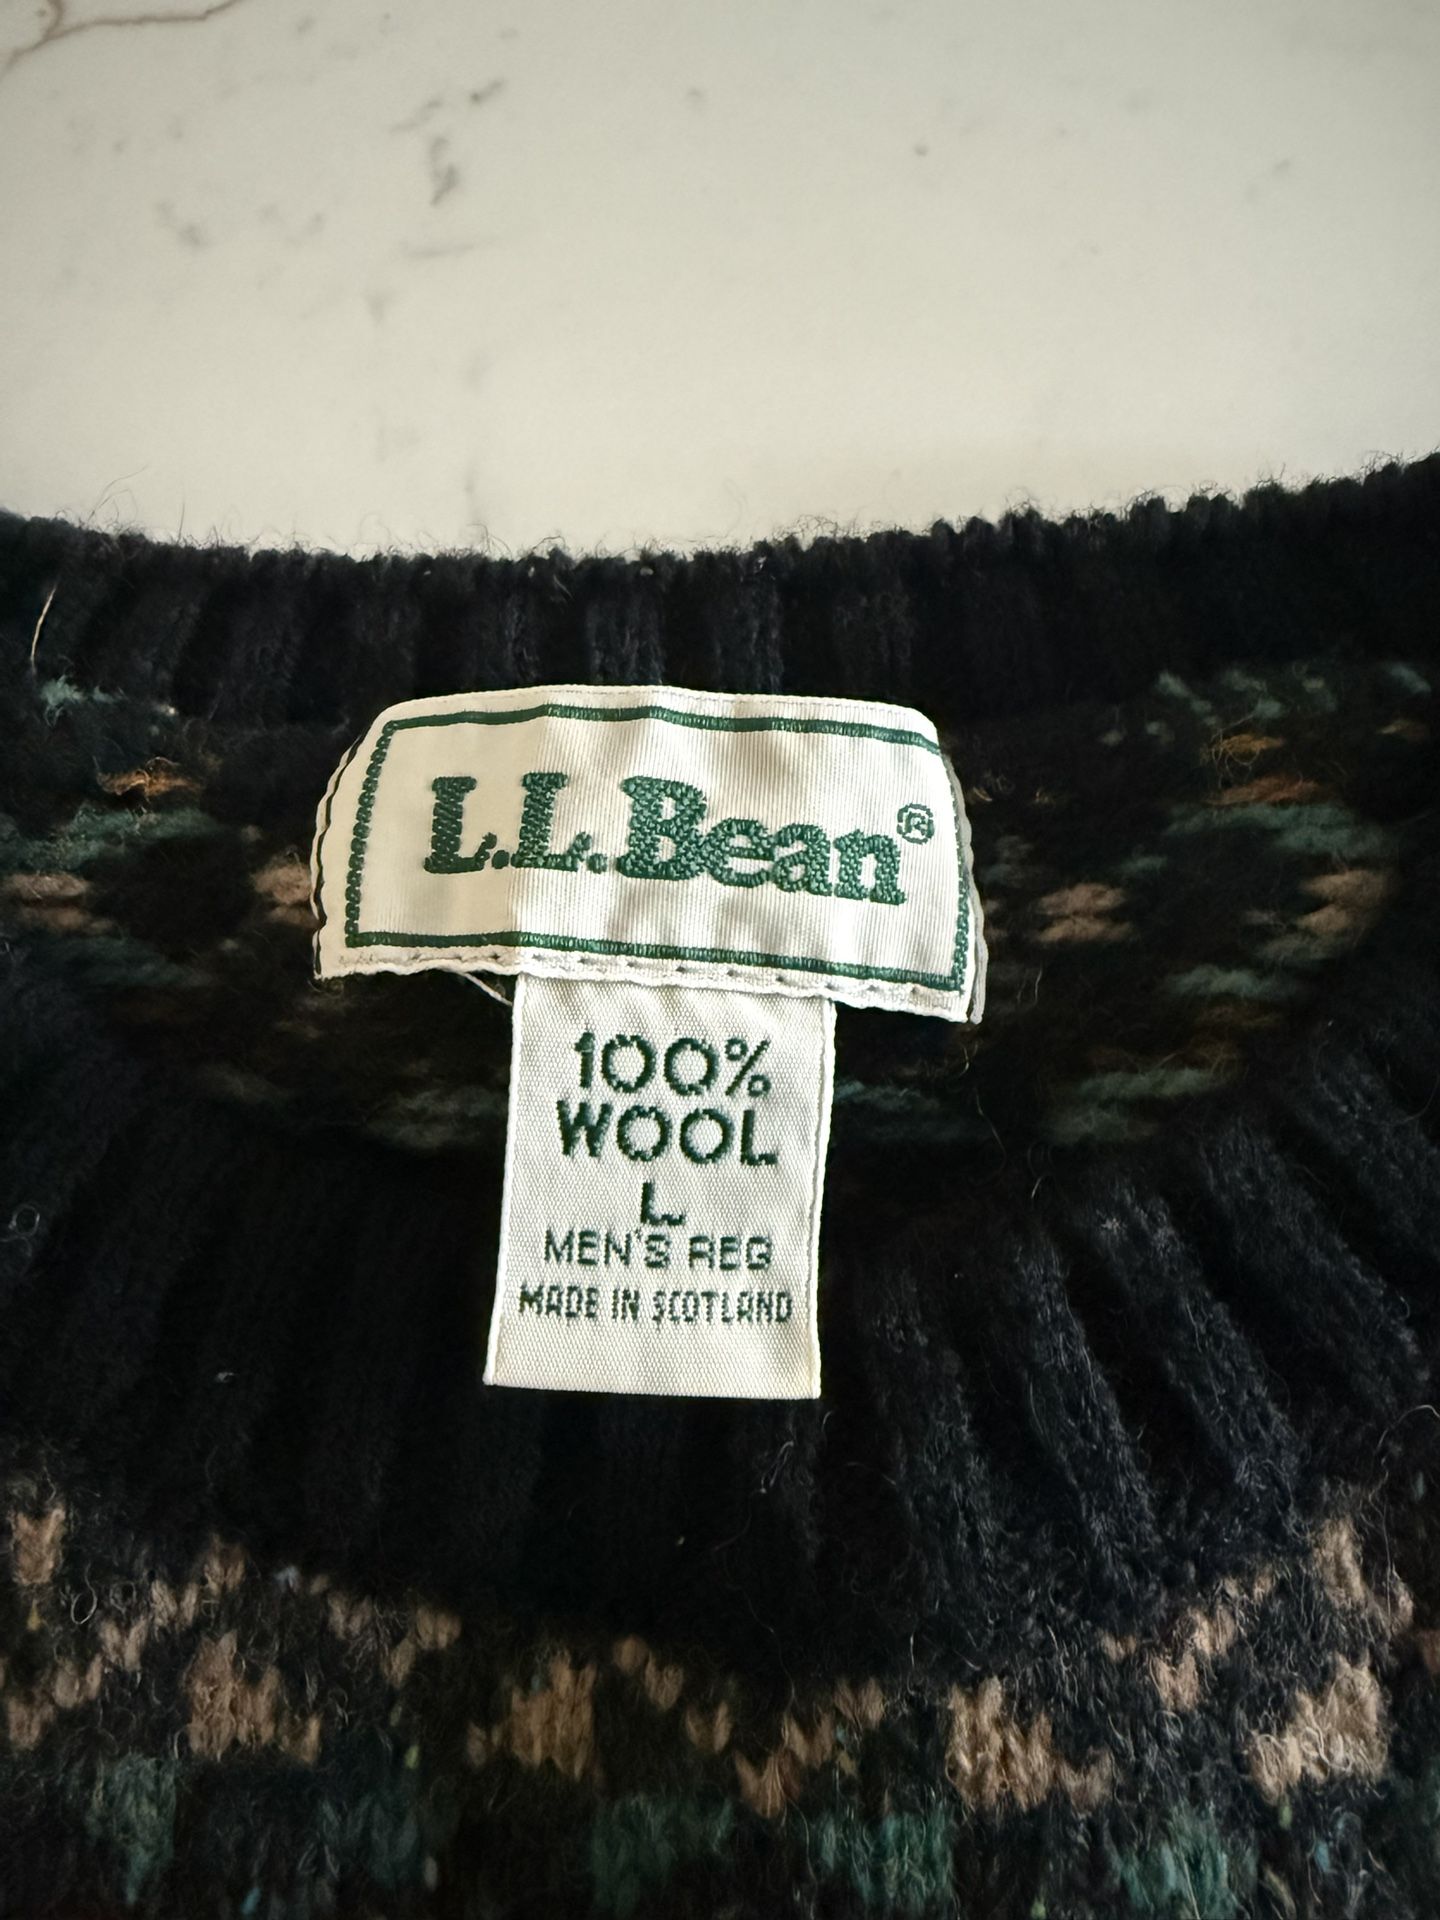 L.L.Bean®
100%
WOOL
L
MEN'S REG
MADE IN SCOTLAND